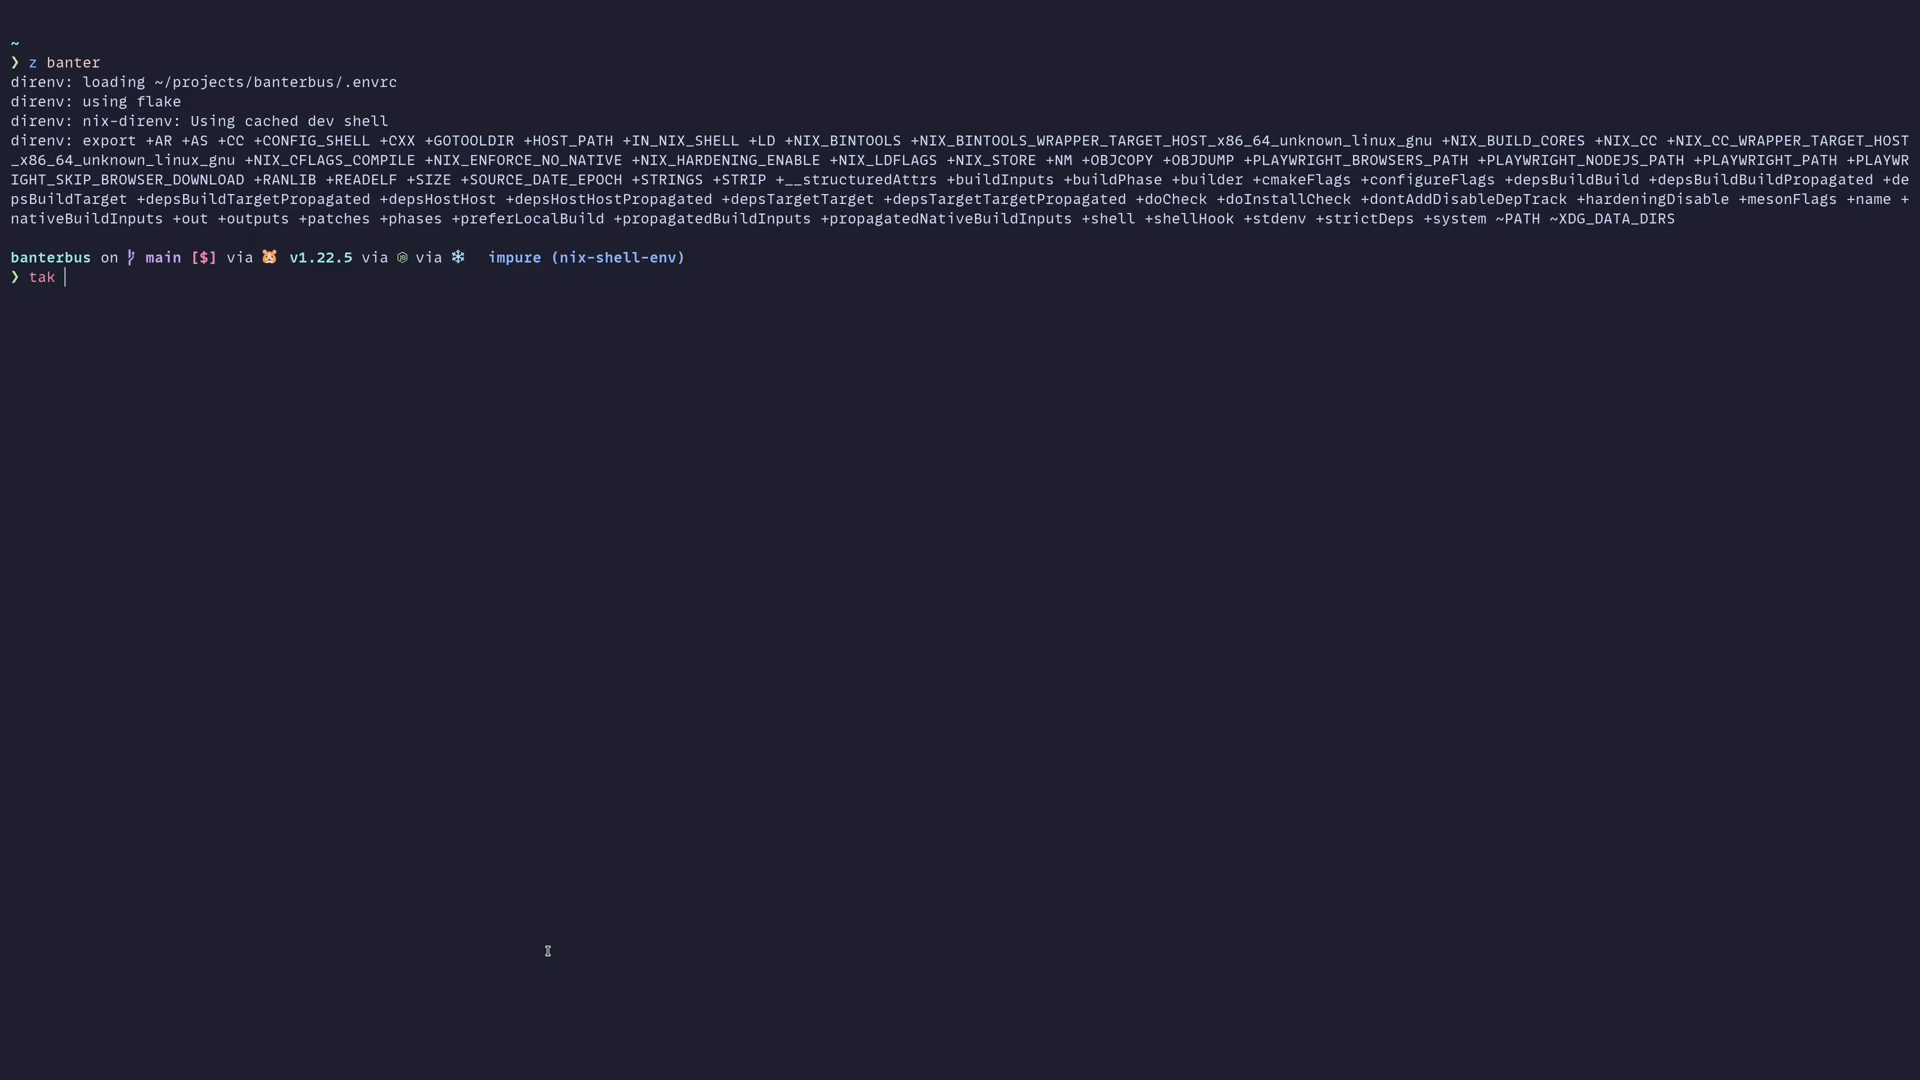 ~
❯ z banter
direnv: loading ~/projects/banterbus/.envrc
direnv: using flake
direnv: nix-direnv: Using cached dev shell
direnv: export +AR +AS +CC +CONFIG_SHELL +CXX +GOTOOLDIR +HOST_PATH +IN_NIX_SHELL +LD +NIX_BINTOOLS +NIX_BINTOOLS_WRAPPER_TARGET_HOST_x86_64_unknown_linux_gnu +NIX_BUILD_CORES +NIX_CC +NIX_CC_WRAPPER_TARGET_HOST
_x86_64_unknown_linux_gnu +NIX_CFLAGS_COMPILE +NIX_ENFORCE_NO_NATIVE +NIX_HARDENING_ENABLE +NIX_LDFLAGS +NIX_STORE +NM +OBJCOPY +OBJDUMP +PLAYWRIGHT_BROWSERS_PATH +PLAYWRIGHT_NODEJS_PATH +PLAYWRIGHT_PATH +PLAYWR
IGHT_SKIP_BROWSER_DOWNLOAD +RANLIB +READELF +SIZE +SOURCE_DATE_EPOCH +STRINGS +STRIP +__structuredAttrs +buildInputs +buildPhase +builder +cmakeFlags +configureFlags +depsBuildBuild +depsBuildBuildPropagated +de
psBuildTarget +depsBuildTargetPropagated +depsHostHost +depsHostHostPropagated +depsTargetTarget +depsTargetTargetPropagated +doCheck +doInstallCheck +dontAddDisableDepTrack +hardeningDisable +mesonFlags +name +
nativeBuildInputs +out +outputs +patches +phases +preferLocalBuild +propagatedBuildInputs +propagatedNativeBuildInputs +shell +shellHook +stdenv +strictDeps +system ~PATH ~XDG_DATA_DIRS
banterbus on main [$] via 🐹 v1.22.5 via via ❄ impure (nix-shell-env)
❯ tak